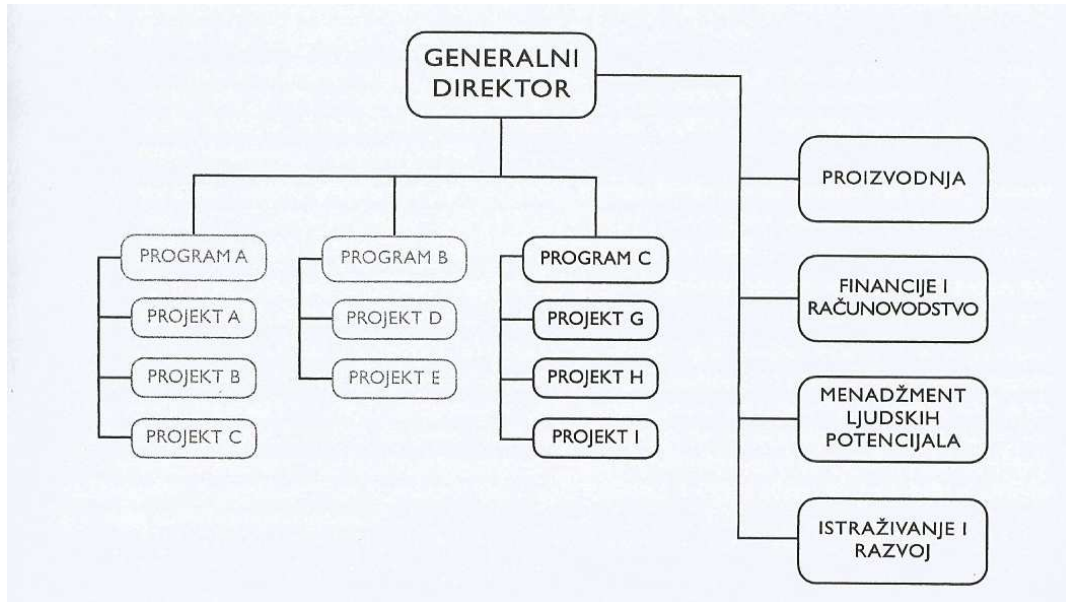 GENERALNI
DIREKTOR
PROIZVODNJA
PROGRAM A
PROGRAM B
PROGRAM C
FINANCIJE I
RAČUNOVODSTVO
PROJEKT A
PROJEKT D
PROJEKT G
PROJEKT B
PROJEKT E
PROJEKT H
MENADŽMENT
LJUDSKIH
POTENCIJALA
PROJEKT C
PROJEKT I
ISTRAŽIVANJE I
RAZVOJ